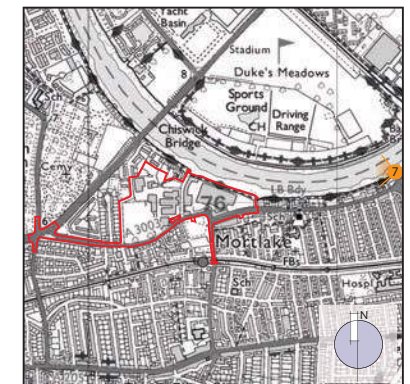 Yacht
Basin
Stadium
Duke's Meadows
8
Sports
Ground
Driving
Range
CH
Chiswick
Bridge
Schs
Cemy
7
LB Bdy
Sch
76
6
A 3003
Mortlake
FBs
Sch
Hospl
N